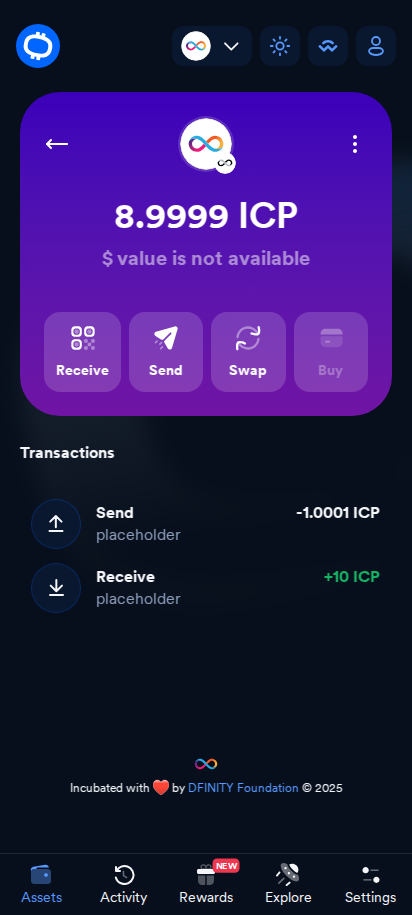 8.9999 ICP
$ value is not available
Receive Send Swap Buy
Transactions
Send -1.0001 ICP
placeholder
Receive +10 ICP
placeholder
Incubated with ❤️ by DFINITY Foundation © 2025
NEW
Assets Activity Rewards Explore Settings